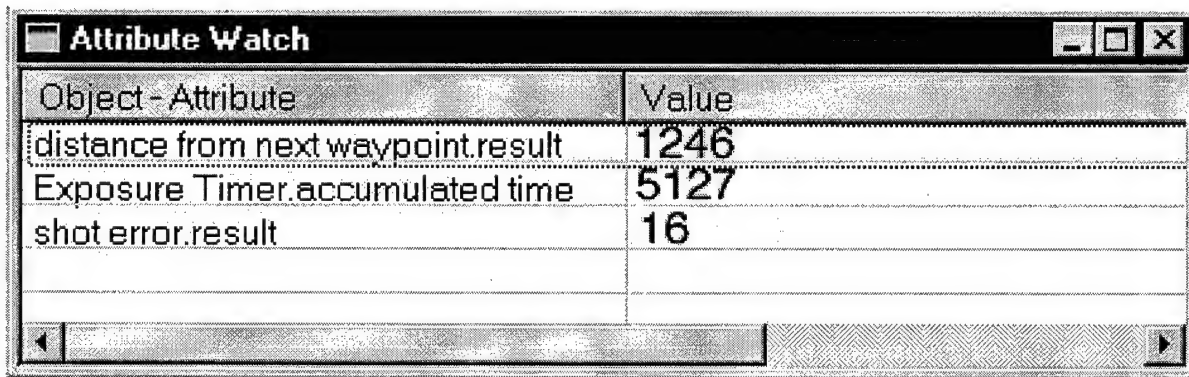 Attribute Watch
Object - Attribute Value
distance from next waypoint.result 1246
Exposure Timer.accumulated time 5127
shot error.result 16